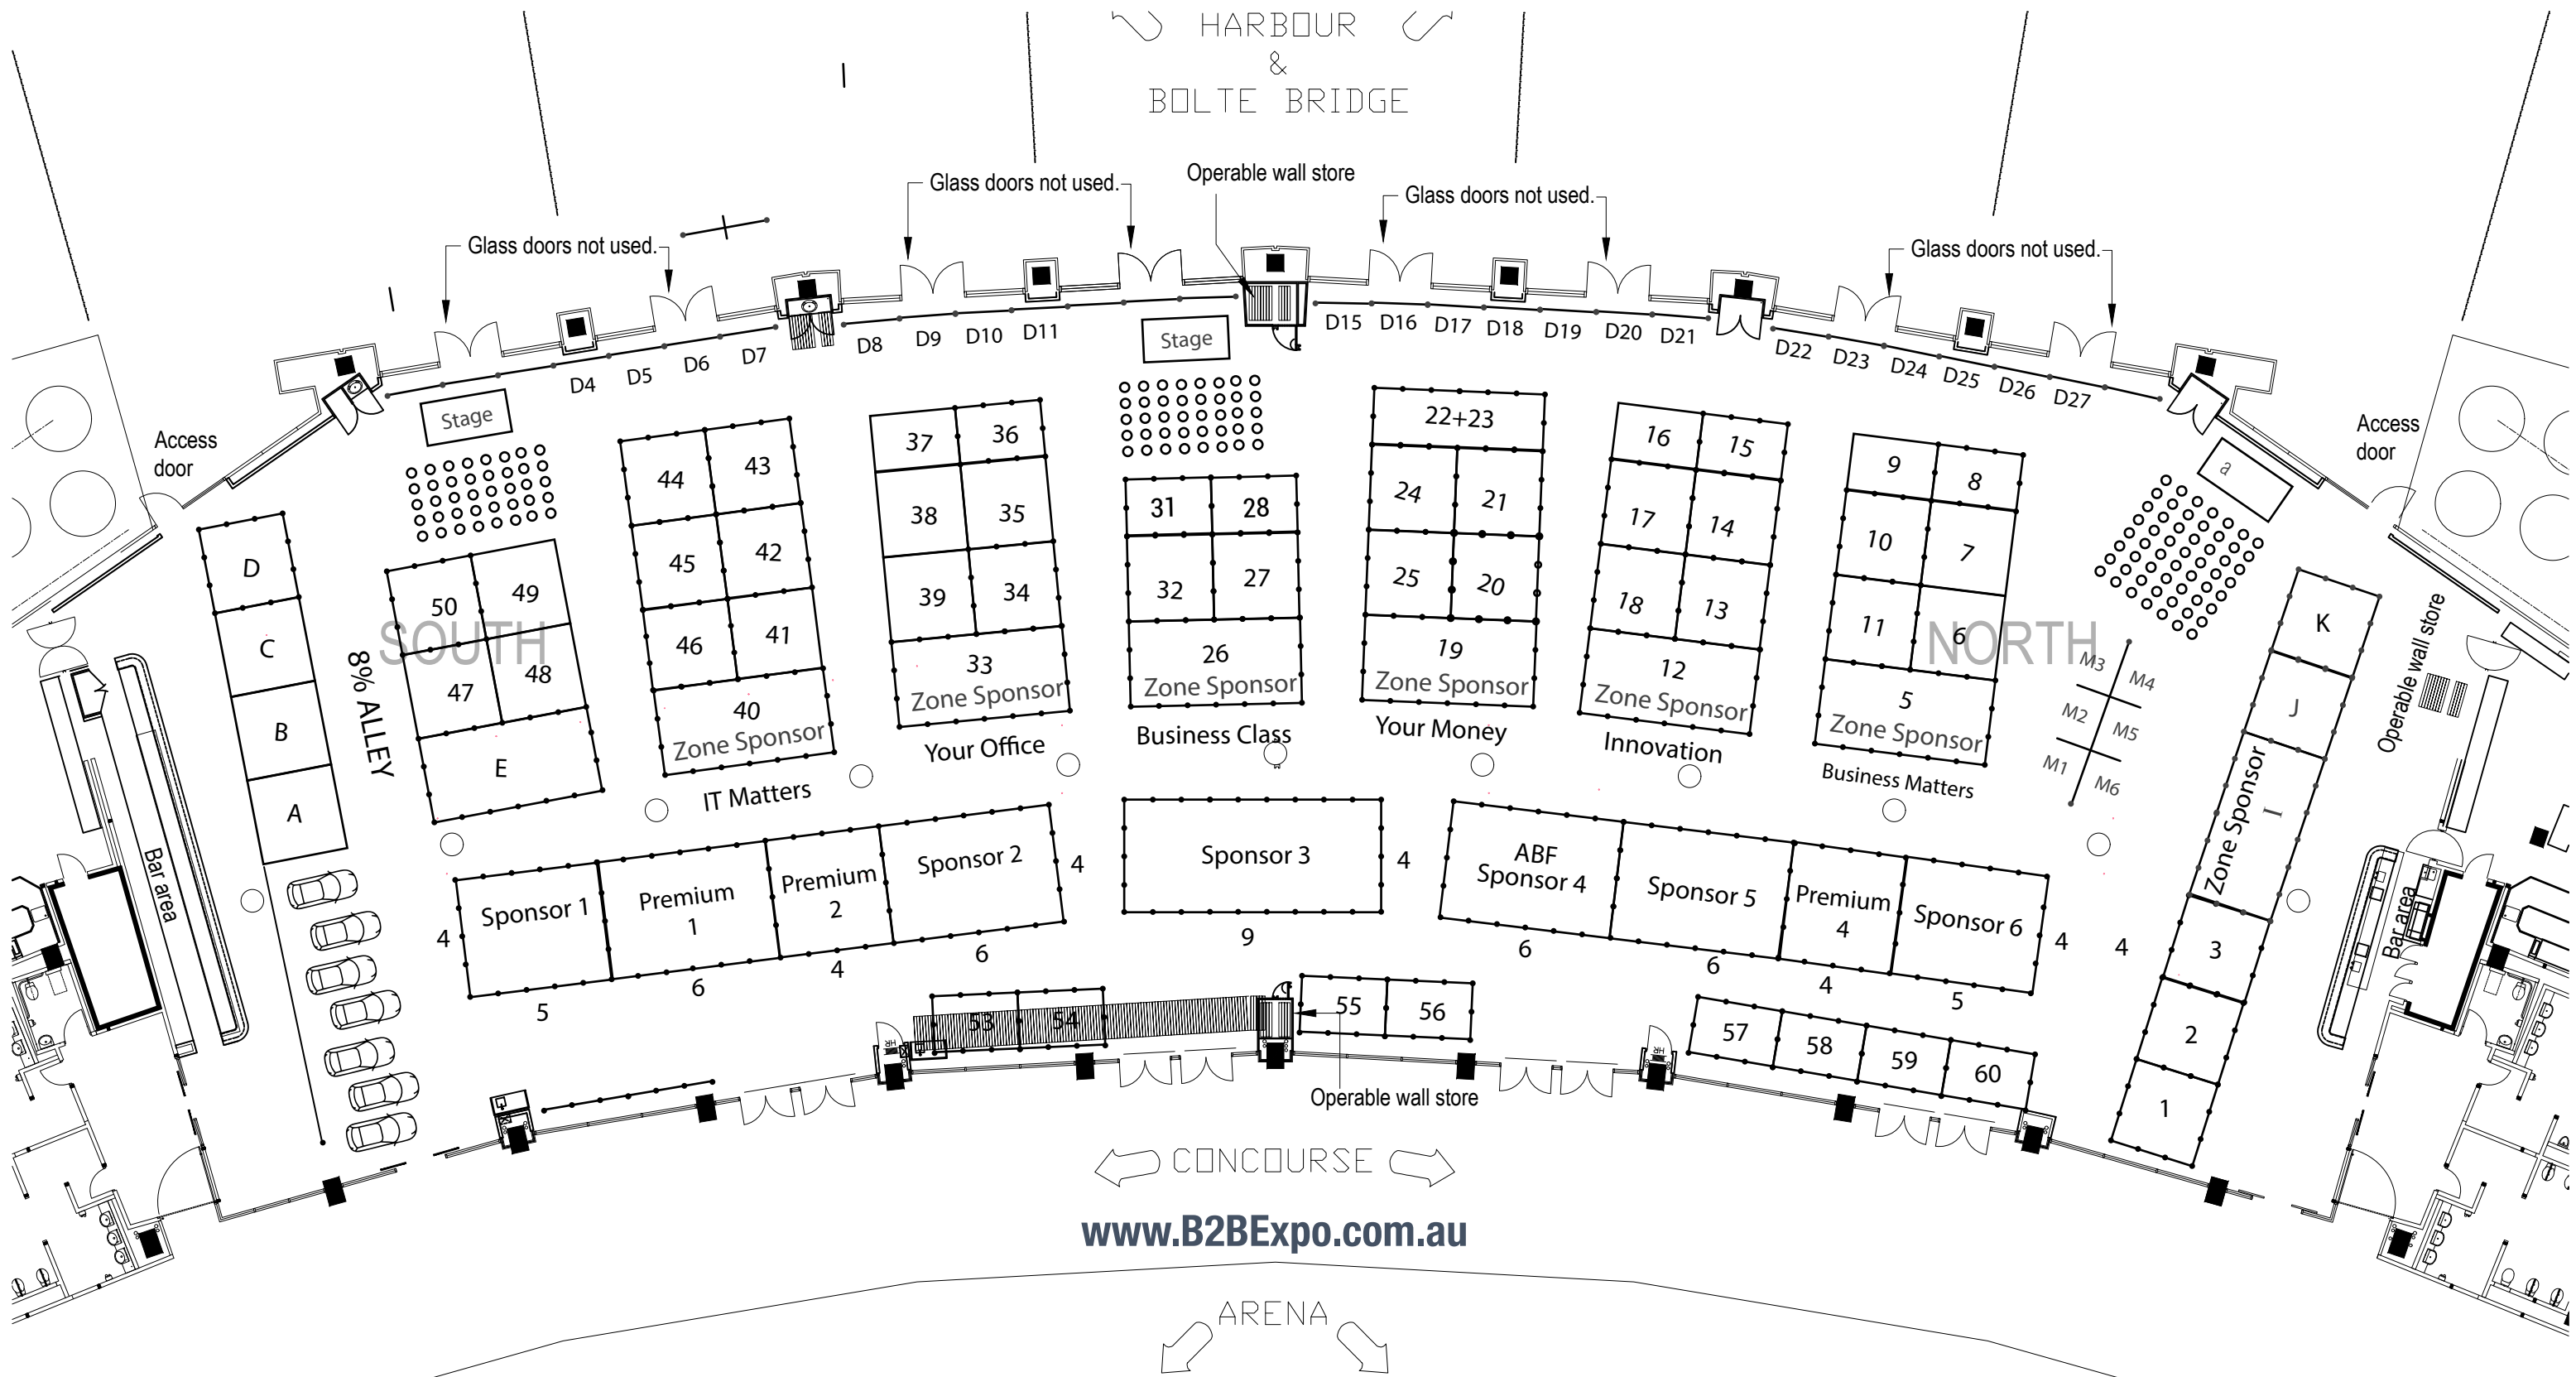 HARBOUR
&
BOLTE BRIDGE
Operable wall store
Glass doors not used.
Glass doors not used.
Glass doors not used.
Glass doors not used.
D4 D5 D6 D7 D8 D9 D10 D11 D15 D16 D17 D18 D19 D20 D21 D22 D23 D24 D25 D26 D27
Access
door
Stage
Stage
a
Access
door
D
C
B
A
8% ALLEY
SOUTH
50 49
47 48
E
44 43
45 42
46 41
40
Zone Sponsor
IT Matters
37 36
38 35
39 34
33
Zone Sponsor
Your Office
31 28
32 27
26
Zone Sponsor
Business Class
22+23
24 21
25 20
19
Zone Sponsor
Your Money
16 15
17 14
18 13
12
Zone Sponsor
Innovation
9 8
10 7
11 6
5
Zone Sponsor
Business Matters
NORTH
M3 M4
M2 M5
M1 M6
K
J
Zone Sponsor
I
3
2
1
Operable wall store
Bar area
Bar area
4
Sponsor 1
5
Premium
1
6
Premium
2
4
Sponsor 2
6
4
Sponsor 3
4
9
ABF
Sponsor 4
6
Sponsor 5
6
Premium
4
4
Sponsor 6
5
4
4
53 54
55 56
57 58 59 60
HR
HR
Operable wall store
CONCOURSE
www.B2BExpo.com.au
ARENA